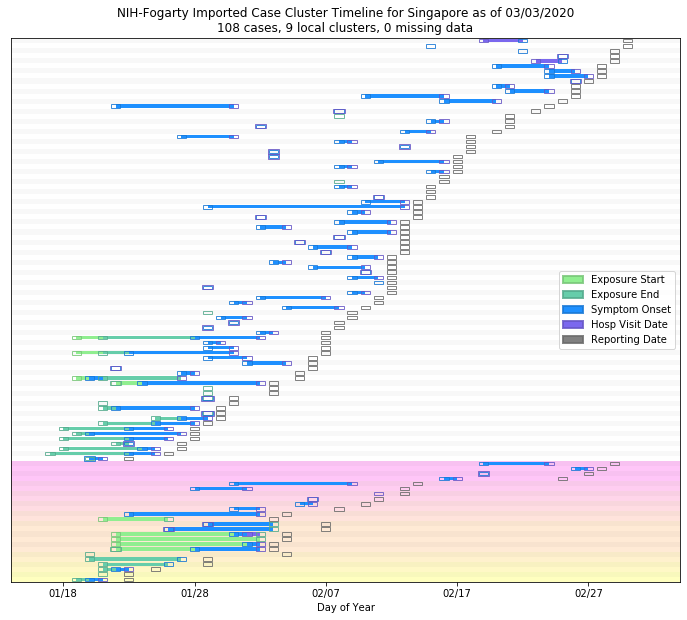 NIH-Fogarty Imported Case Cluster Timeline for Singapore as of 03/03/2020
108 cases, 9 local clusters, 0 missing data
Exposure Start
Exposure End
Symptom Onset
Hosp Visit Date
Reporting Date
01/18
01/28
02/07
02/17
02/27
Day of Year